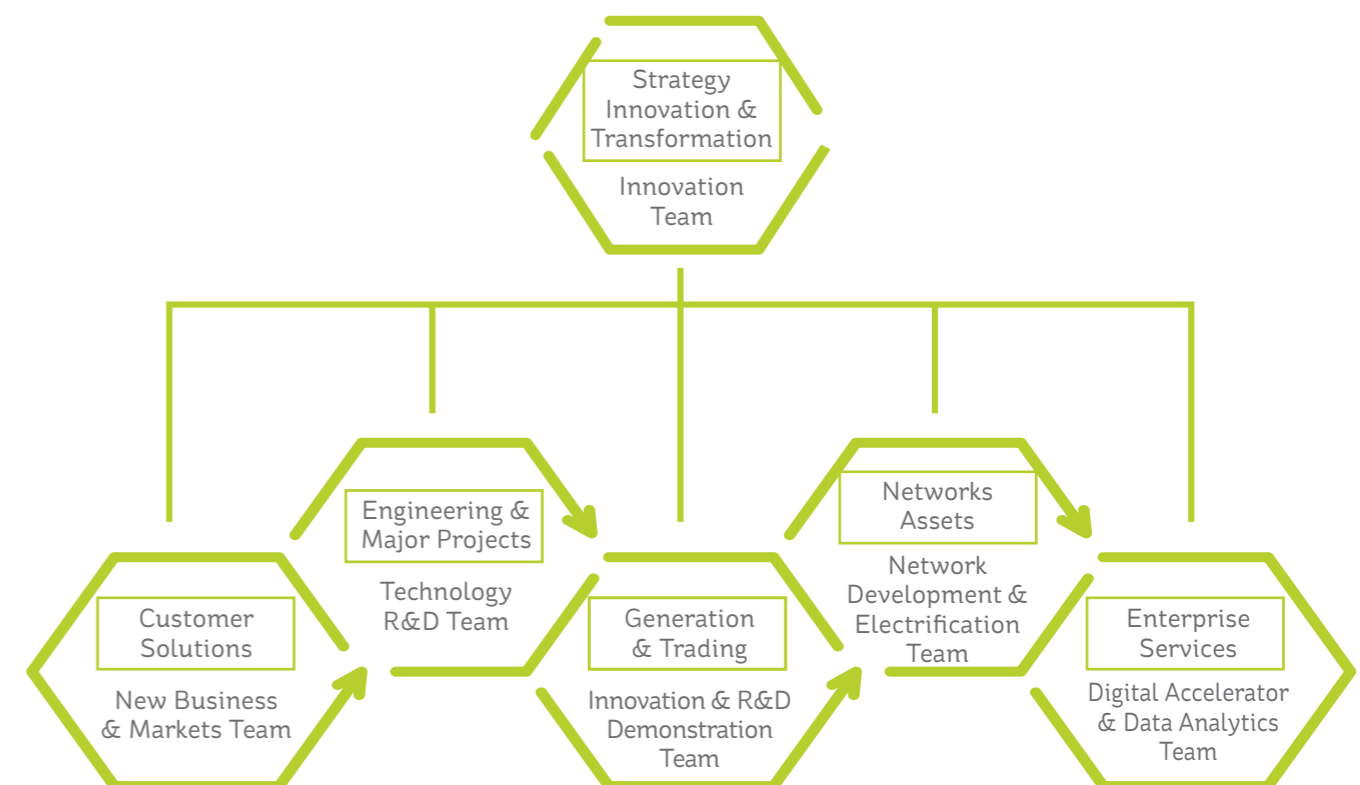 Strategy
Innovation &
Transformation
Innovation
Team
Customer
Solutions
New Business
& Markets Team
Engineering &
Major Projects
Technology
R&D Team
Generation
& Trading
Innovation & R&D
Demonstration
Team
Networks
Assets
Network
Development &
Electrification
Team
Enterprise
Services
Digital Accelerator
& Data Analytics
Team